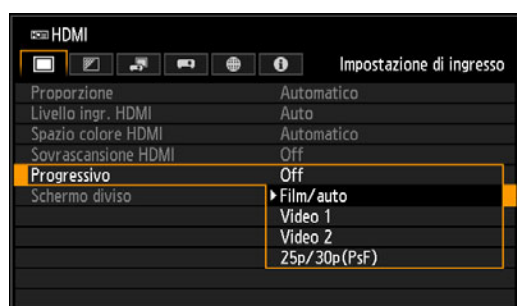 HDMI
Impostazione di ingresso
Proporzione Automatico
Livello ingr. HDMI Auto
Spazio colore HDMI Automatico
Sovrascansione HDMI Off
Progressivo Off
Schermo diviso Film/auto
Video 1
Video 2
25p/30p(PsF)